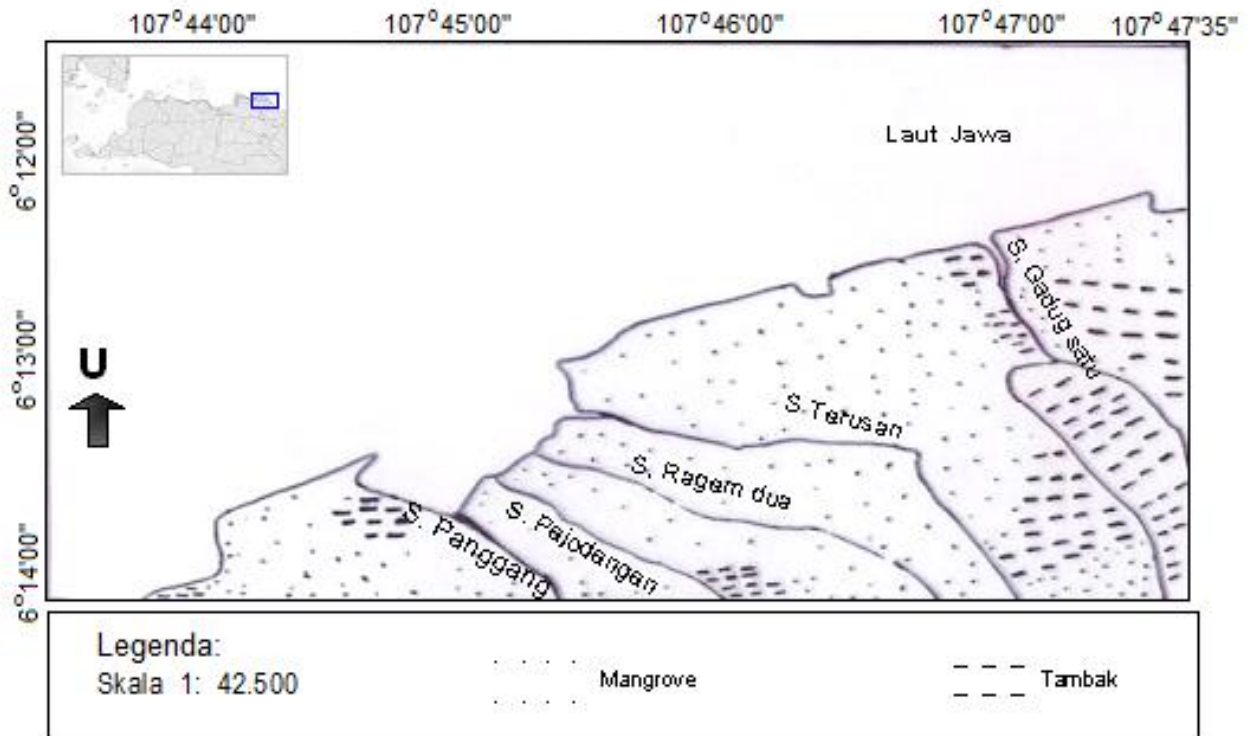 107°44'00" 107°45'00" 107°46'00" 107°47'00" 107°47'35"
6°12'00"
Laut Jawa
S. Gadug satu
6°13'00"
U
S. Terusan
S. Ragem dua
S. Pajodangan
S. Panggang
6°14'00"
Legenda:
Skala 1: 42.500
Mangrove
Tambak